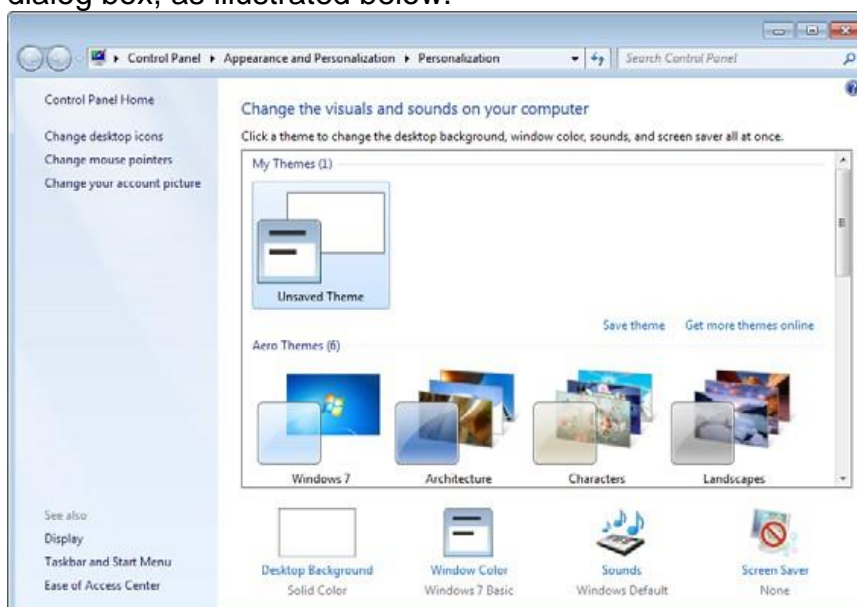 dialog box, as illustrated below:
Control Panel Appearance and Personalization Personalization Search Control Panel
Control Panel Home
Change desktop icons
Change mouse pointers
Change your account picture
Change the visuals and sounds on your computer
Click a theme to change the desktop background, window color, sounds, and screen saver all at once.
My Themes (1)
Unsaved Theme
Save theme Get more themes online
Aero Themes (6)
Windows 7 Architecture Characters Landscapes
See also
Display
Taskbar and Start Menu
Ease of Access Center
Desktop Background Window Color Sounds Screen Saver
Solid Color Windows 7 Basic Windows Default None